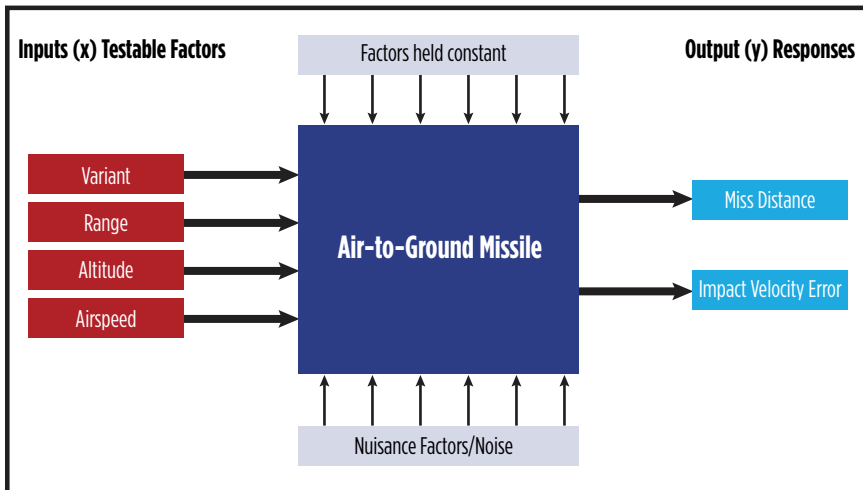 Inputs (x) Testable Factors
Factors held constant
Output (y) Responses
Variant
Range
Altitude
Airspeed
Air-to-Ground Missile
Miss Distance
Impact Velocity Error
Nuisance Factors/Noise